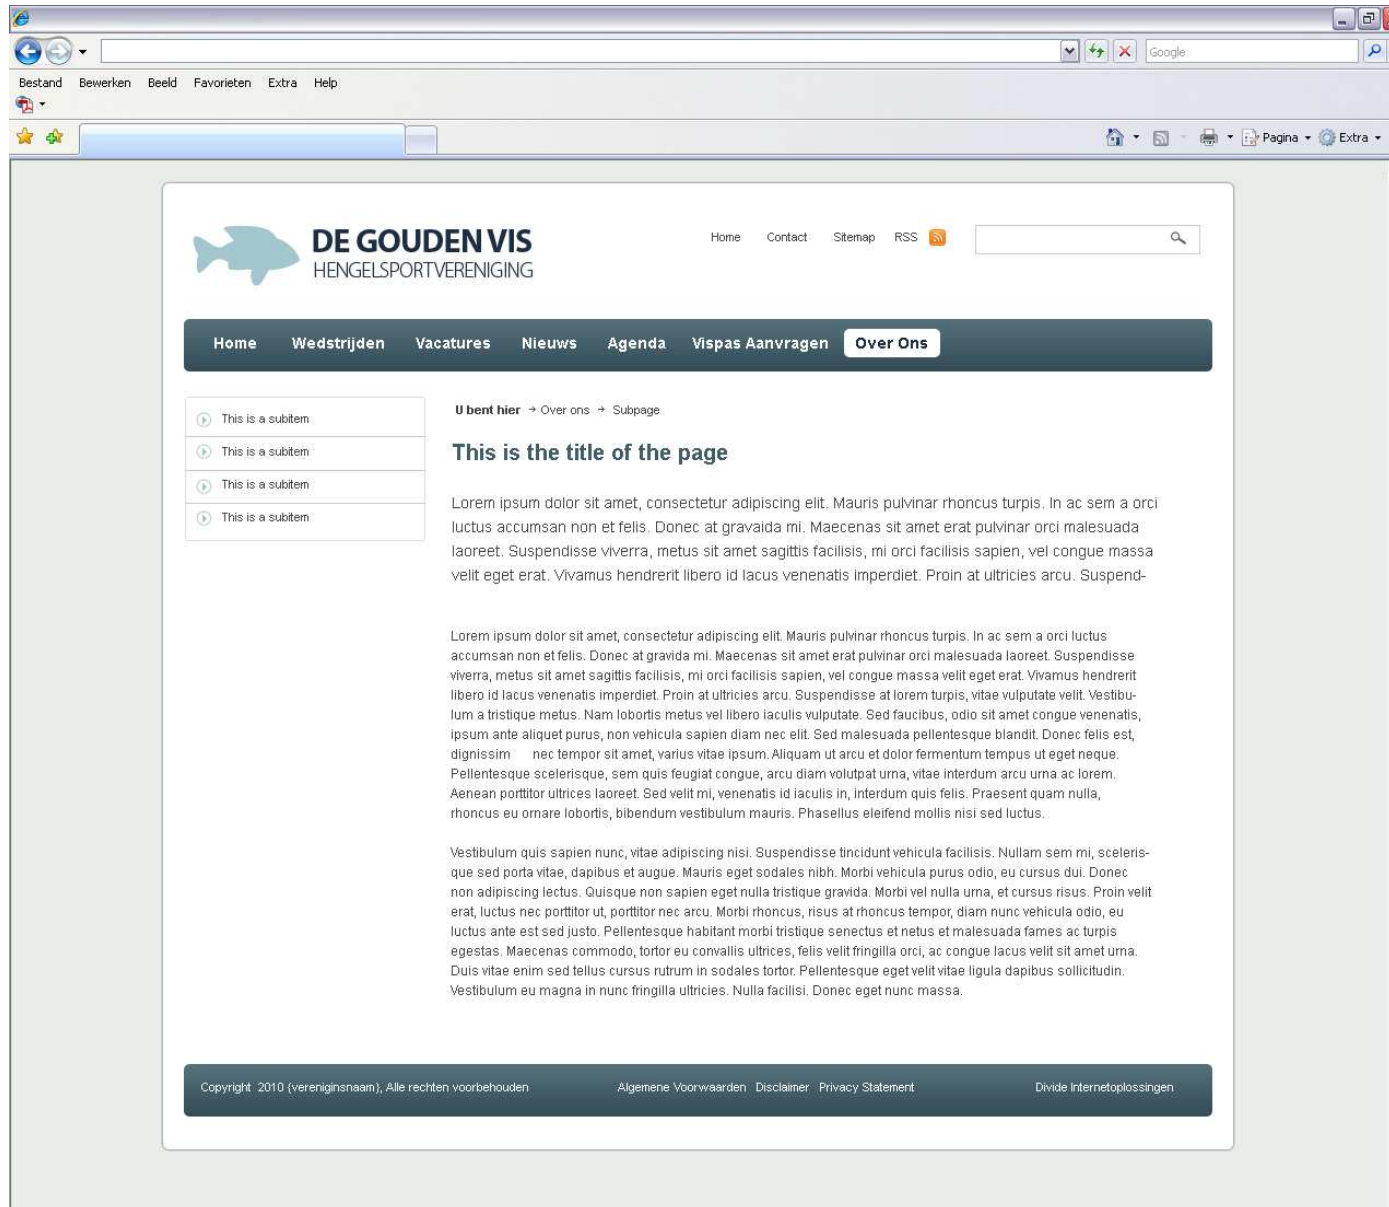 Google
Bestand Bewerken Beeld Favorieten Extra Help
Pagina Extra
DE GOUDEN VIS
HENGELSPORTVERENIGING
Home Contact Sitemap RSS
Home Wedstrijden Vacatures Nieuws Agenda Vispas Aanvragen Over Ons
This is a subitem
This is a subitem
This is a subitem
This is a subitem
U bent hier → Over ons → Subpage
This is the title of the page
Lorem ipsum dolor sit amet, consectetur adipiscing elit. Mauris pulvinar rhoncus turpis. In ac sem a orci
luctus accumsan non et felis. Donec at gravaida mi. Maecenas sit amet erat pulvinar orci malesuada
laoreet. Suspendisse viverra, metus sit amet sagittis facilisis, mi orci facilisis sapien, vel congue massa
velit eget erat. Vivamus hendrerit libero id lacus venenatis imperdiet. Proin at ultricies arcu. Suspend-
Lorem ipsum dolor sit amet, consectetur adipiscing elit. Mauris pulvinar rhoncus turpis. In ac sem a orci luctus
accumsan non et felis. Donec at gravida mi. Maecenas sit amet erat pulvinar orci malesuada laoreet. Suspendisse
viverra, metus sit amet sagittis facilisis, mi orci facilisis sapien, vel congue massa velit eget erat. Vivamus hendrerit
libero id lacus venenatis imperdiet. Proin at ultricies arcu. Suspendisse at lorem turpis, vitae vulputate velit. Vestibu-
lum a tristique metus. Nam lobortis metus vel libero iaculis vulputate. Sed faucibus, odio sit amet congue venenatis,
ipsum ante aliquet purus, non vehicula sapien diam nec elit. Sed malesuada pellentesque blandit. Donec felis est,
dignissim nec tempor sit amet, varius vitae ipsum. Aliquam ut arcu et dolor fermentum tempus ut eget neque.
Pellentesque scelerisque, sem quis feugiat congue, arcu diam volutpat urna, vitae interdum arcu urna ac lorem.
Aenean porttitor ultrices laoreet. Sed velit mi, venenatis id iaculis in, interdum quis felis. Praesent quam nulla,
rhoncus eu ornare lobortis, bibendum vestibulum mauris. Phasellus eleifend mollis nisi sed luctus.
Vestibulum quis sapien nunc, vitae adipiscing nisi. Suspendisse tincidunt vehicula facilisis. Nullam sem mi, sceleris-
que sed porta vitae, dapibus et augue. Mauris eget sodales nibh. Morbi vehicula purus odio, eu cursus dui. Donec
non adipiscing lectus. Quisque non sapien eget nulla tristique gravida. Morbi vel nulla urna, et cursus risus. Proin velit
erat, luctus nec porttitor ut, porttitor nec arcu. Morbi rhoncus, risus at rhoncus tempor, diam nunc vehicula odio, eu
luctus ante est sed justo. Pellentesque habitant morbi tristique senectus et netus et malesuada fames ac turpis
egestas. Maecenas commodo, tortor eu convallis ultrices, felis velit fringilla orci, ac congue lacus velit sit amet urna.
Duis vitae enim sed tellus cursus rutrum in sodales tortor. Pellentesque eget velit vitae ligula dapibus sollicitudin.
Vestibulum eu magna in nunc fringilla ultricies. Nulla facilisi. Donec eget nunc massa.
Copyright 2010 {vereniginsnaam}, Alle rechten voorbehouden Algemene Voorwaarden Disclaimer Privacy Statement Divide Internetoplossingen